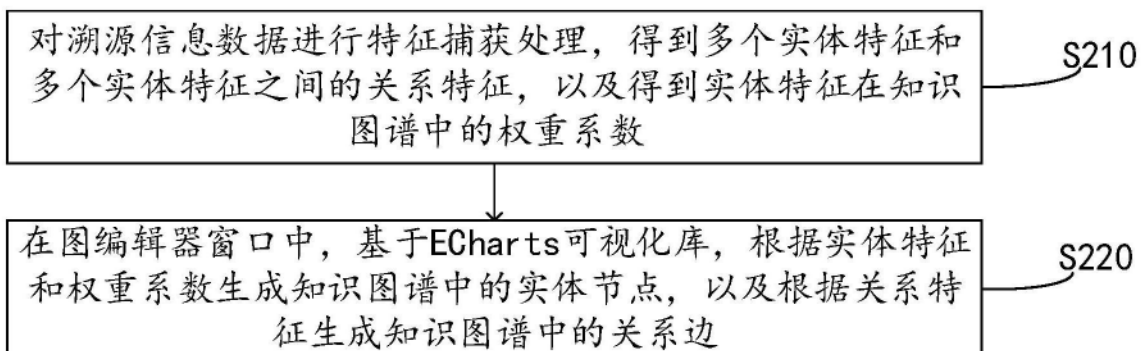 对溯源信息数据进行特征捕获处理，得到多个实体特征和
多个实体特征之间的关系特征，以及得到实体特征在知识
图谱中的权重系数
S210
在图编辑器窗口中，基于ECharts可视化库，根据实体特征
和权重系数生成知识图谱中的实体节点，以及根据关系特
征生成知识图谱中的关系边
S220